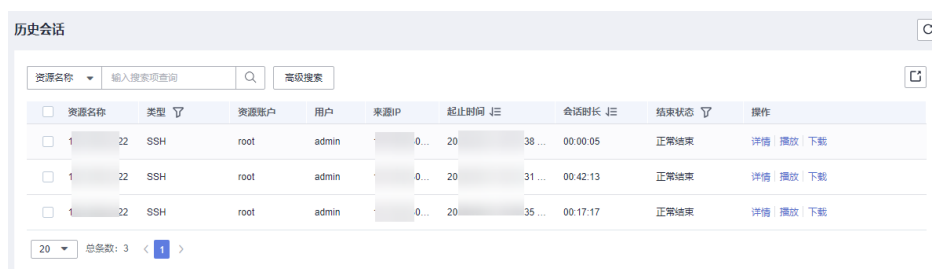 历史会话
资源名称 输入搜索项查询 高级搜索
资源名称 类型 资源账户 用户 来源IP 起止时间 会话时长 结束状态 操作
1 22 SSH root admin 0... 20 38 ... 00:00:05 正常结束 详情 播放 下载
1 22 SSH root admin 0... 20 31 ... 00:42:13 正常结束 详情 播放 下载
1 22 SSH root admin 0... 20 35 ... 00:17:17 正常结束 详情 播放 下载
20 总条数: 3 < 1 >